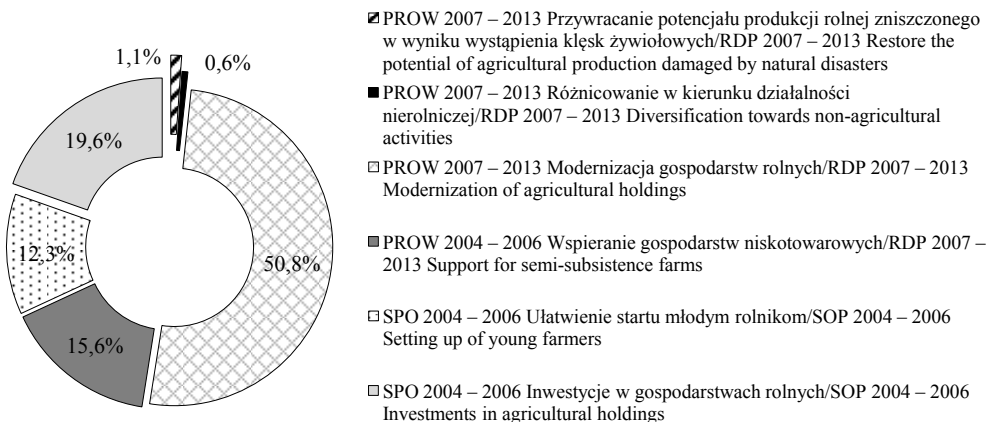 1,1%
0,6%
19,6%
12,3%
50,8%
15,6%
PROW 2007 – 2013 Przywracanie potencjału produkcji rolnej zniszczonego
w wyniku wystąpienia klęsk żywiołowych/RDP 2007 – 2013 Restore the
potential of agricultural production damaged by natural disasters
PROW 2007 – 2013 Różnicowanie w kierunku działalności
nierolniczej/RDP 2007 – 2013 Diversification towards non-agricultural
activities
PROW 2007 – 2013 Modernizacja gospodarstw rolnych/RDP 2007 – 2013
Modernization of agricultural holdings
PROW 2004 – 2006 Wspieranie gospodarstw niskotowarowych/RDP 2007 –
2013 Support for semi-subsistence farms
SPO 2004 – 2006 Ułatwienie startu młodym rolnikom/SOP 2004 – 2006
Setting up of young farmers
SPO 2004 – 2006 Inwestycje w gospodarstwach rolnych/SOP 2004 – 2006
Investments in agricultural holdings